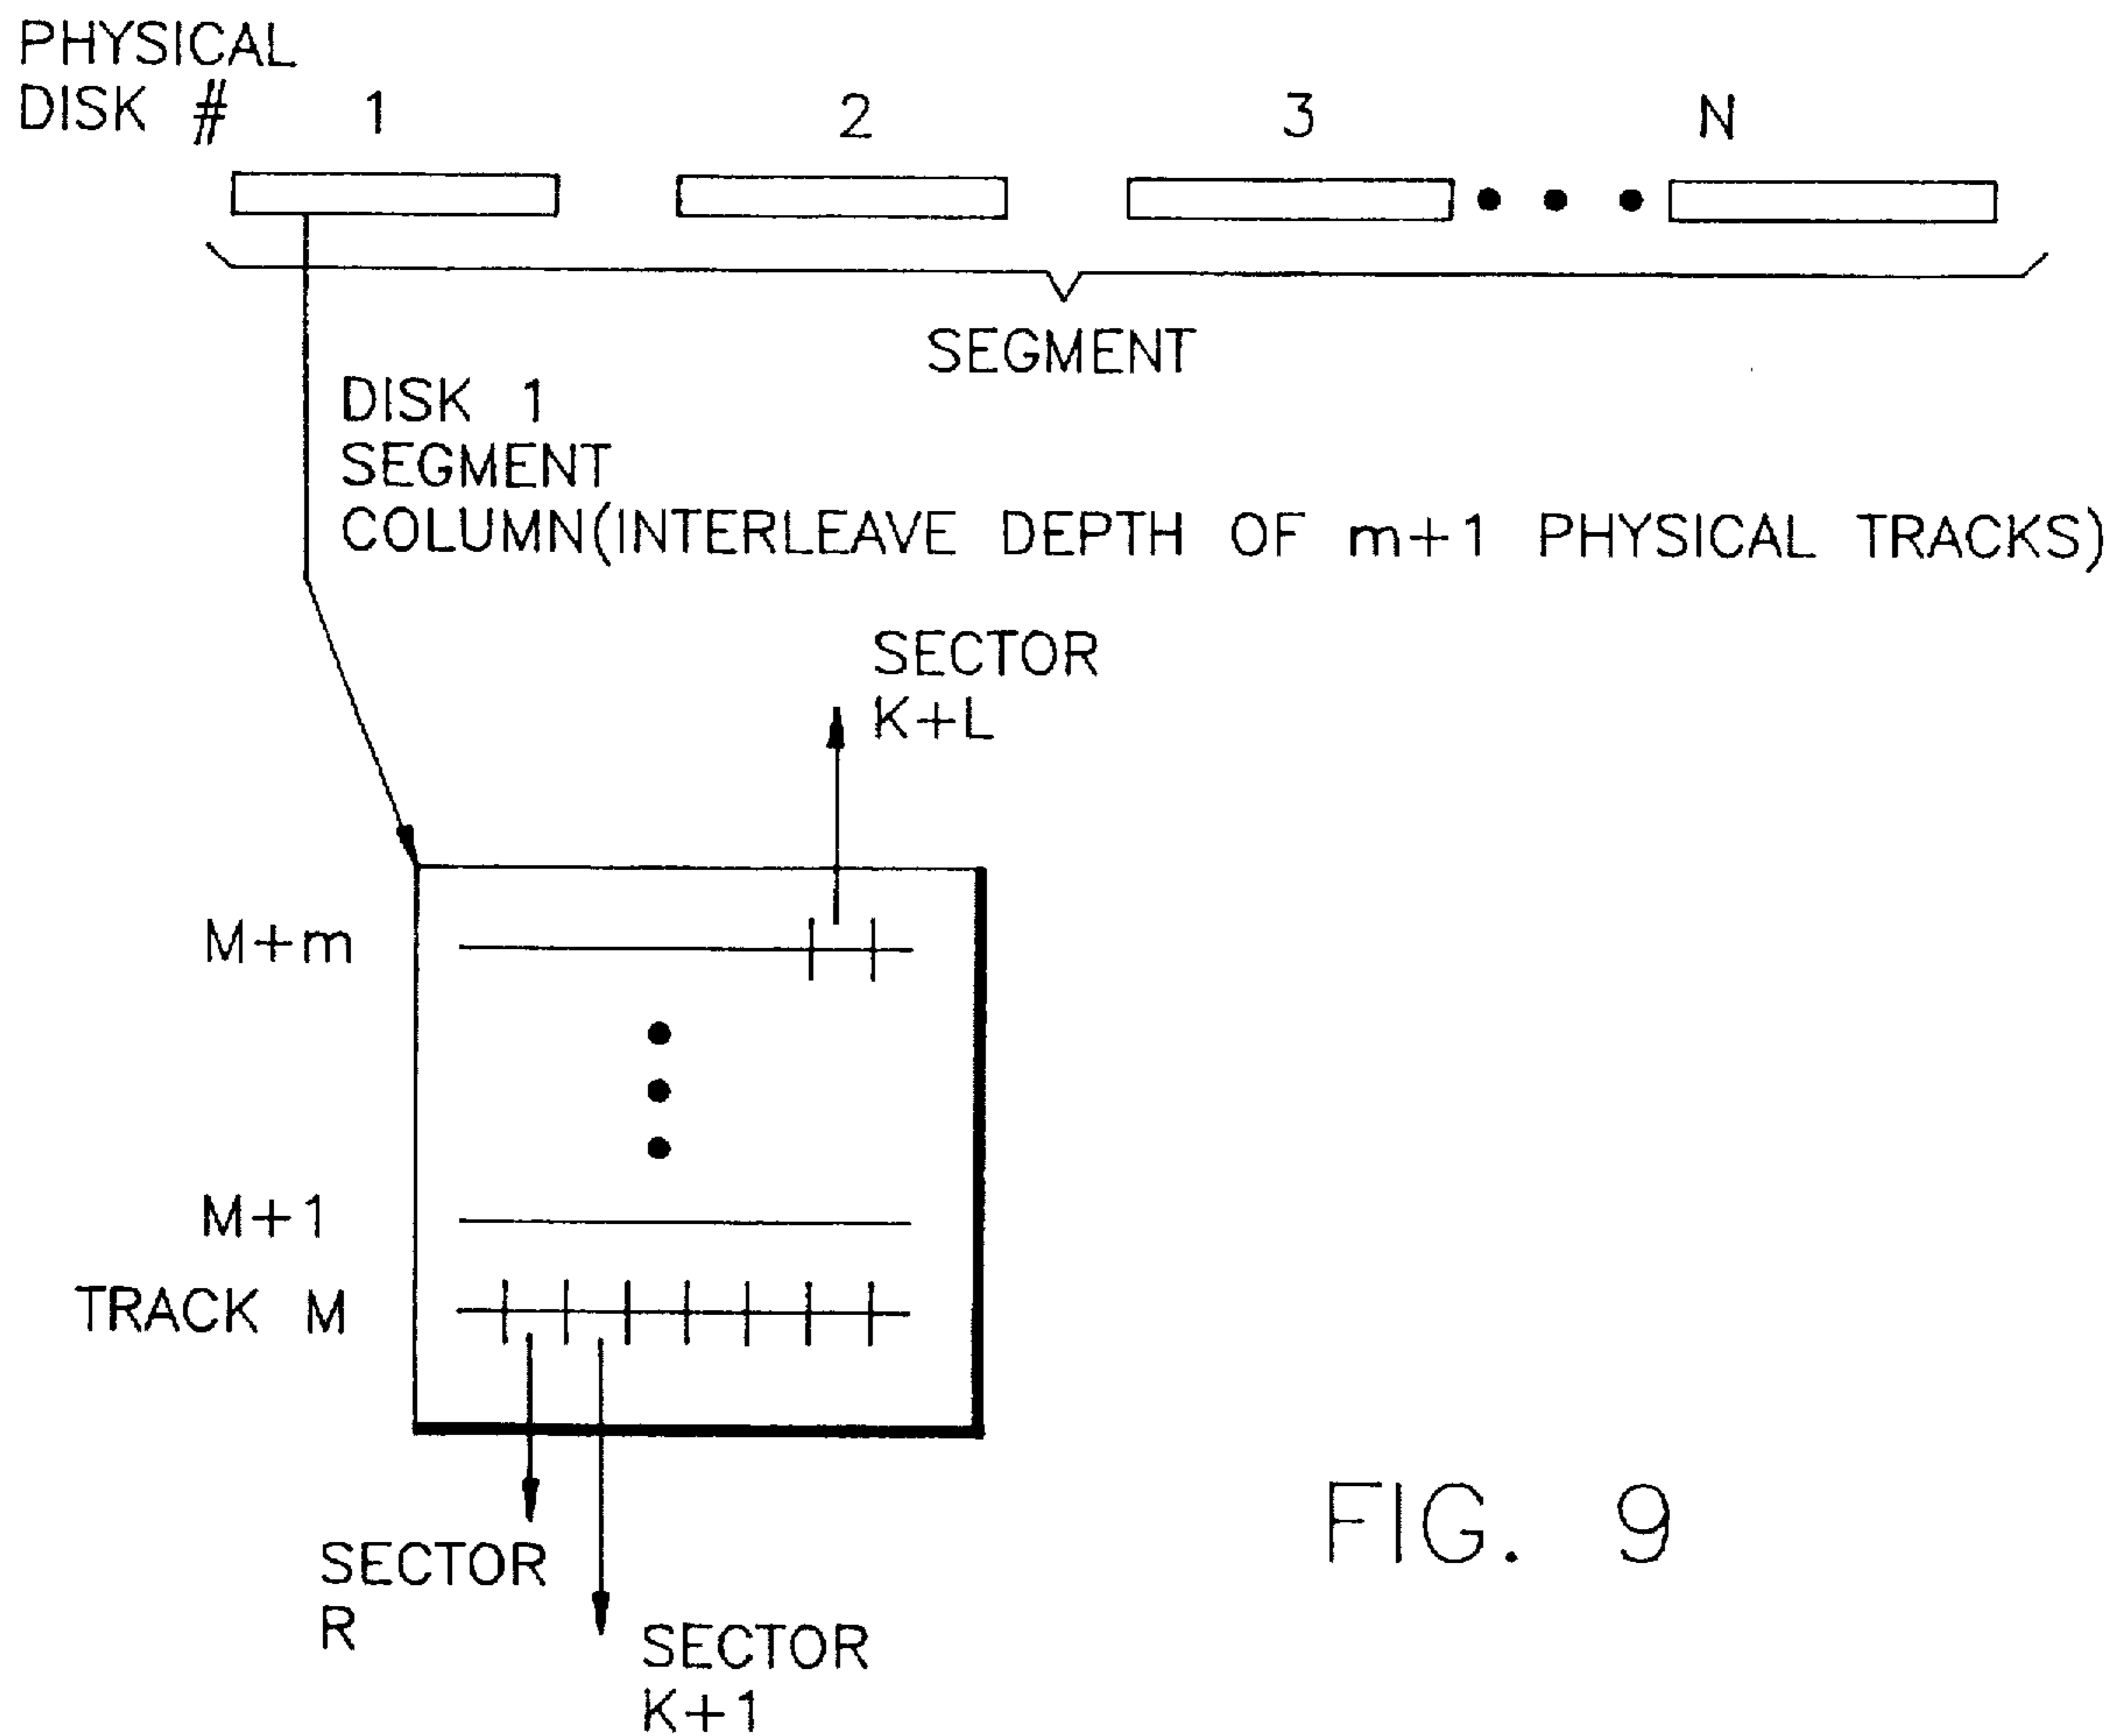 PHYSICAL
DISK # 1 2 3 N
SEGMENT
DISK 1
SEGMENT
COLUMN(INTERLEAVE DEPTH OF m+1 PHYSICAL TRACKS)
SECTOR
K+L
M+m
M+1
TRACK M
SECTOR
R
SECTOR
K+1
FIG. 9